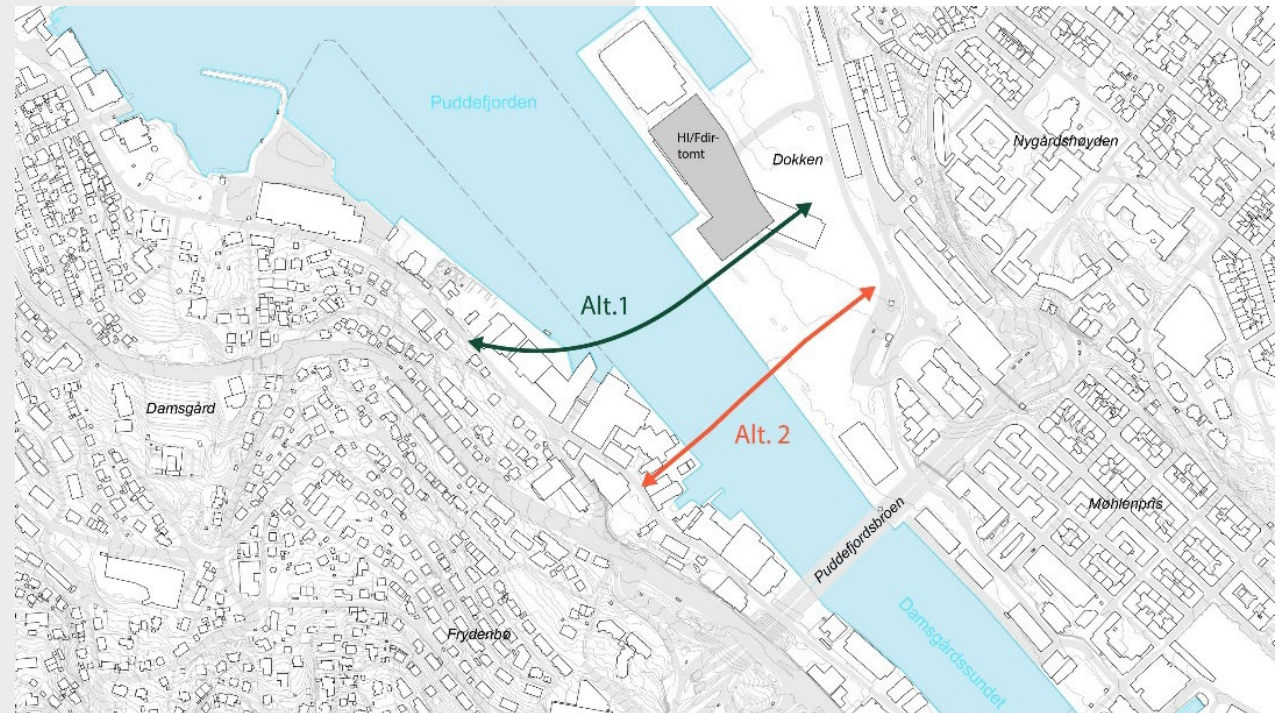 Puddefjorden
HI/Fdir-
tomt
Dokken
Nygårdshøyden
Alt.1
Damsgård
Alt. 2
Puddefjordsbroen
Møhlenpris
Frydenbø
Damsgårdssundet